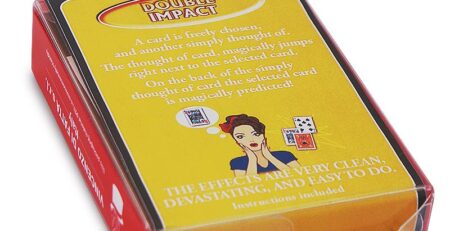 DOUBLE
IMPACT
A card is freely chosen,
and another simply thought of.
The thought of card, magically jumps
right next to the selected card.
On the back of the simply
thought of card the selected card
is magically predicted!
THE EFFECTS ARE VERY CLEAN,
DEVASTATING, AND EASY TO DO.
Instructions included